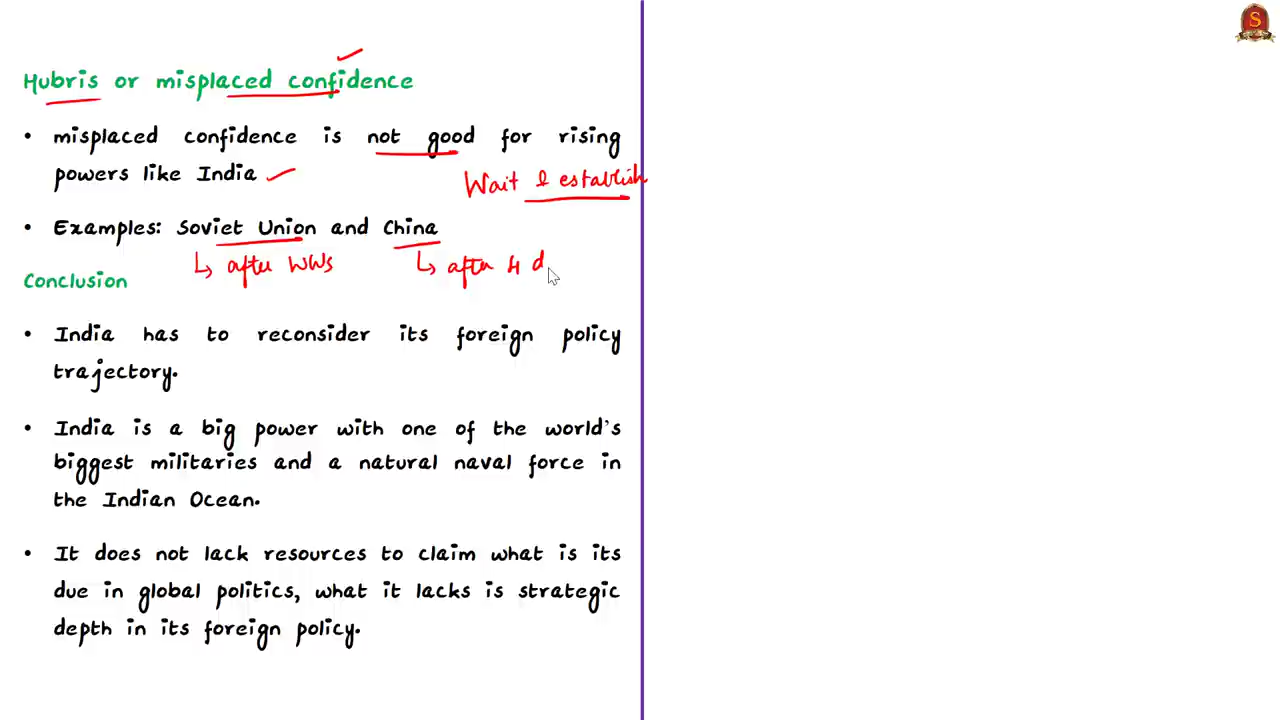 Hubris or misplaced confidence
• misplaced confidence is not good for rising
powers like India
Wait & establish
• Examples: Soviet Union and China
↳ after WWs ↳ after 4 d
Conclusion
• India has to reconsider its foreign policy
trajectory.
• India is a big power with one of the world's
biggest militaries and a natural naval force in
the Indian Ocean.
• It does not lack resources to claim what is its
due in global politics, what it lacks is strategic
depth in its foreign policy.
S